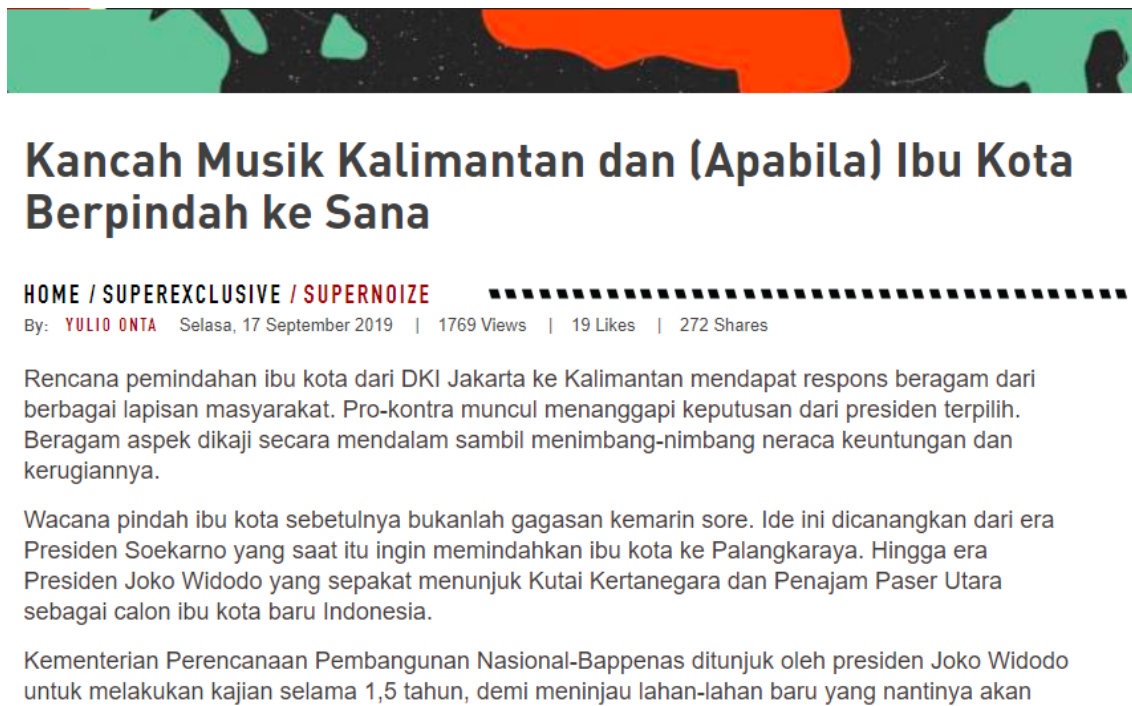 Kancah Musik Kalimantan dan (Apabila) Ibu Kota
Berpindah ke Sana
HOME / SUPEREXCLUSIVE / SUPERNOIZE
By: YULIO ONTA Selasa, 17 September 2019 | 1769 Views | 19 Likes | 272 Shares
Rencana pemindahan ibu kota dari DKI Jakarta ke Kalimantan mendapat respons beragam dari
berbagai lapisan masyarakat. Pro-kontra muncul menanggapi keputusan dari presiden terpilih.
Beragam aspek dikaji secara mendalam sambil menimbang-nimbang neraca keuntungan dan
kerugiannya.
Wacana pindah ibu kota sebetulnya bukanlah gagasan kemarin sore. Ide ini dicanangkan dari era
Presiden Soekarno yang saat itu ingin memindahkan ibu kota ke Palangkaraya. Hingga era
Presiden Joko Widodo yang sepakat menunjuk Kutai Kertanegara dan Penajam Paser Utara
sebagai calon ibu kota baru Indonesia.
Kementerian Perencanaan Pembangunan Nasional-Bappenas ditunjuk oleh presiden Joko Widodo
untuk melakukan kajian selama 1,5 tahun, demi meninjau lahan-lahan baru yang nantinya akan